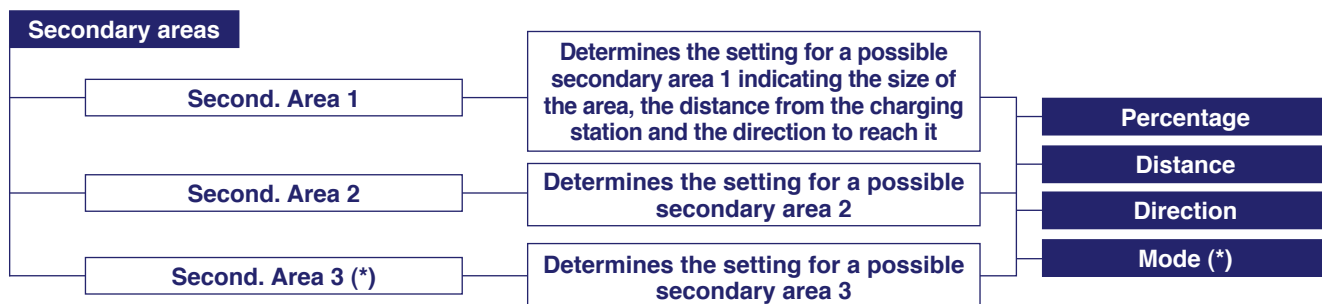 Secondary areas
Second. Area 1
Determines the setting for a possible
secondary area 1 indicating the size of
the area, the distance from the charging
station and the direction to reach it
Second. Area 2
Determines the setting for a possible
secondary area 2
Second. Area 3 (*)
Determines the setting for a possible
secondary area 3
Percentage
Distance
Direction
Mode (*)